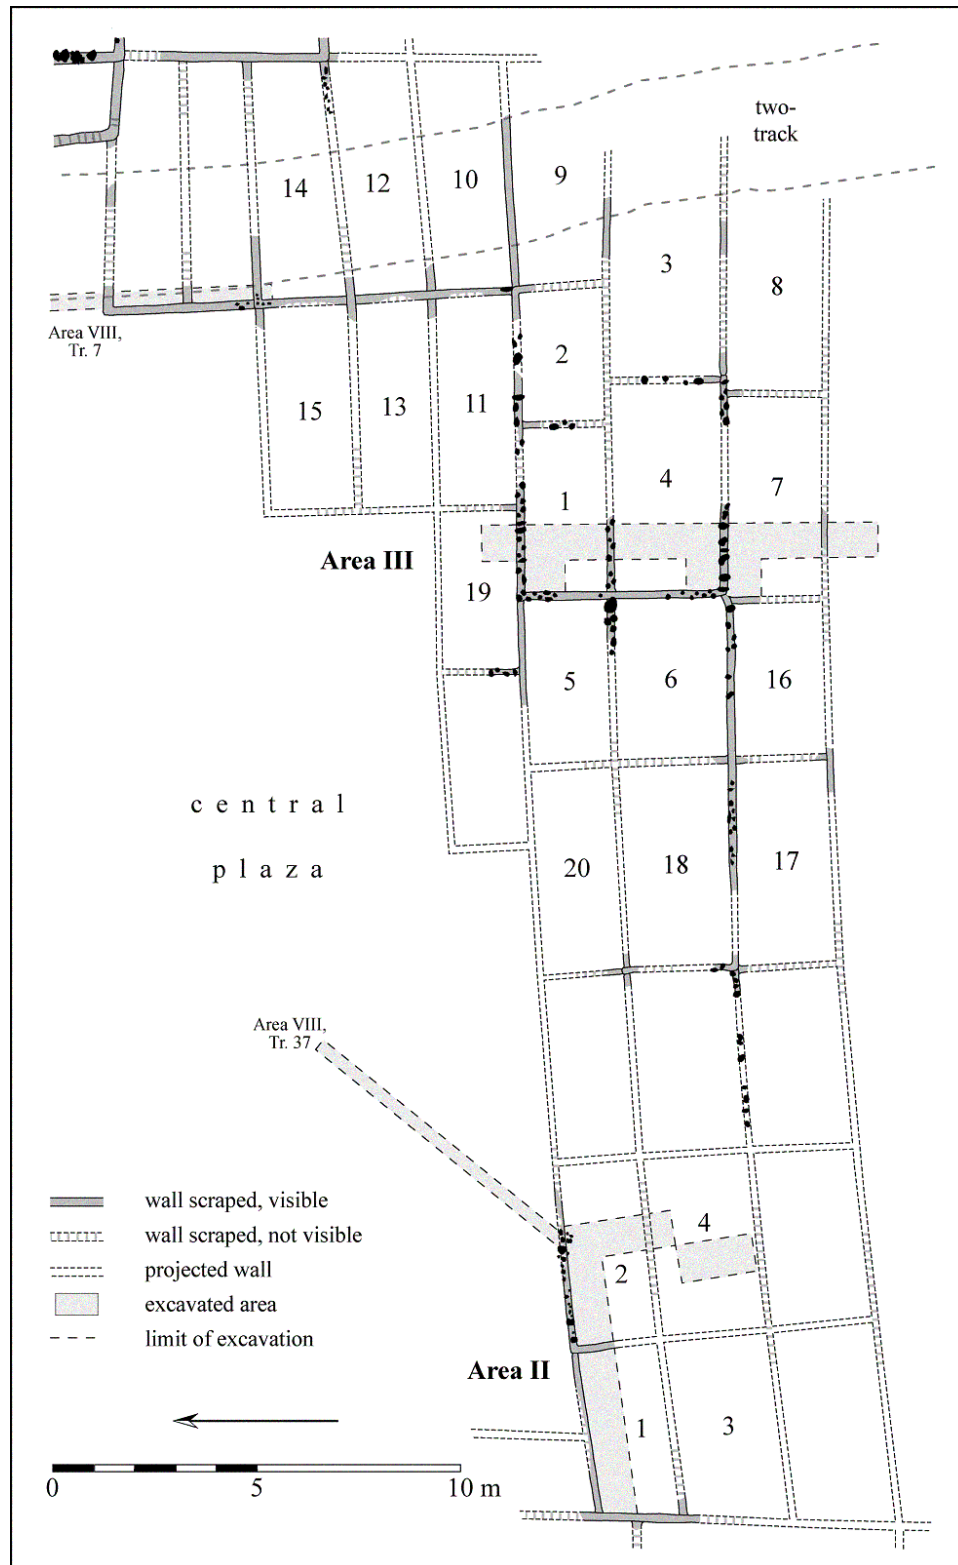 two-
track
14
12
10
9
3
8
Area VIII,
Tr. 7
2
15
13
11
1
4
7
Area III
19
5
6
16
central
plaza
20
18
17
Area VIII,
Tr. 37
wall scraped, visible
wall scraped, not visible
projected wall
excavated area
limit of excavation
4
2
Area II
1
3
0 5 10 m